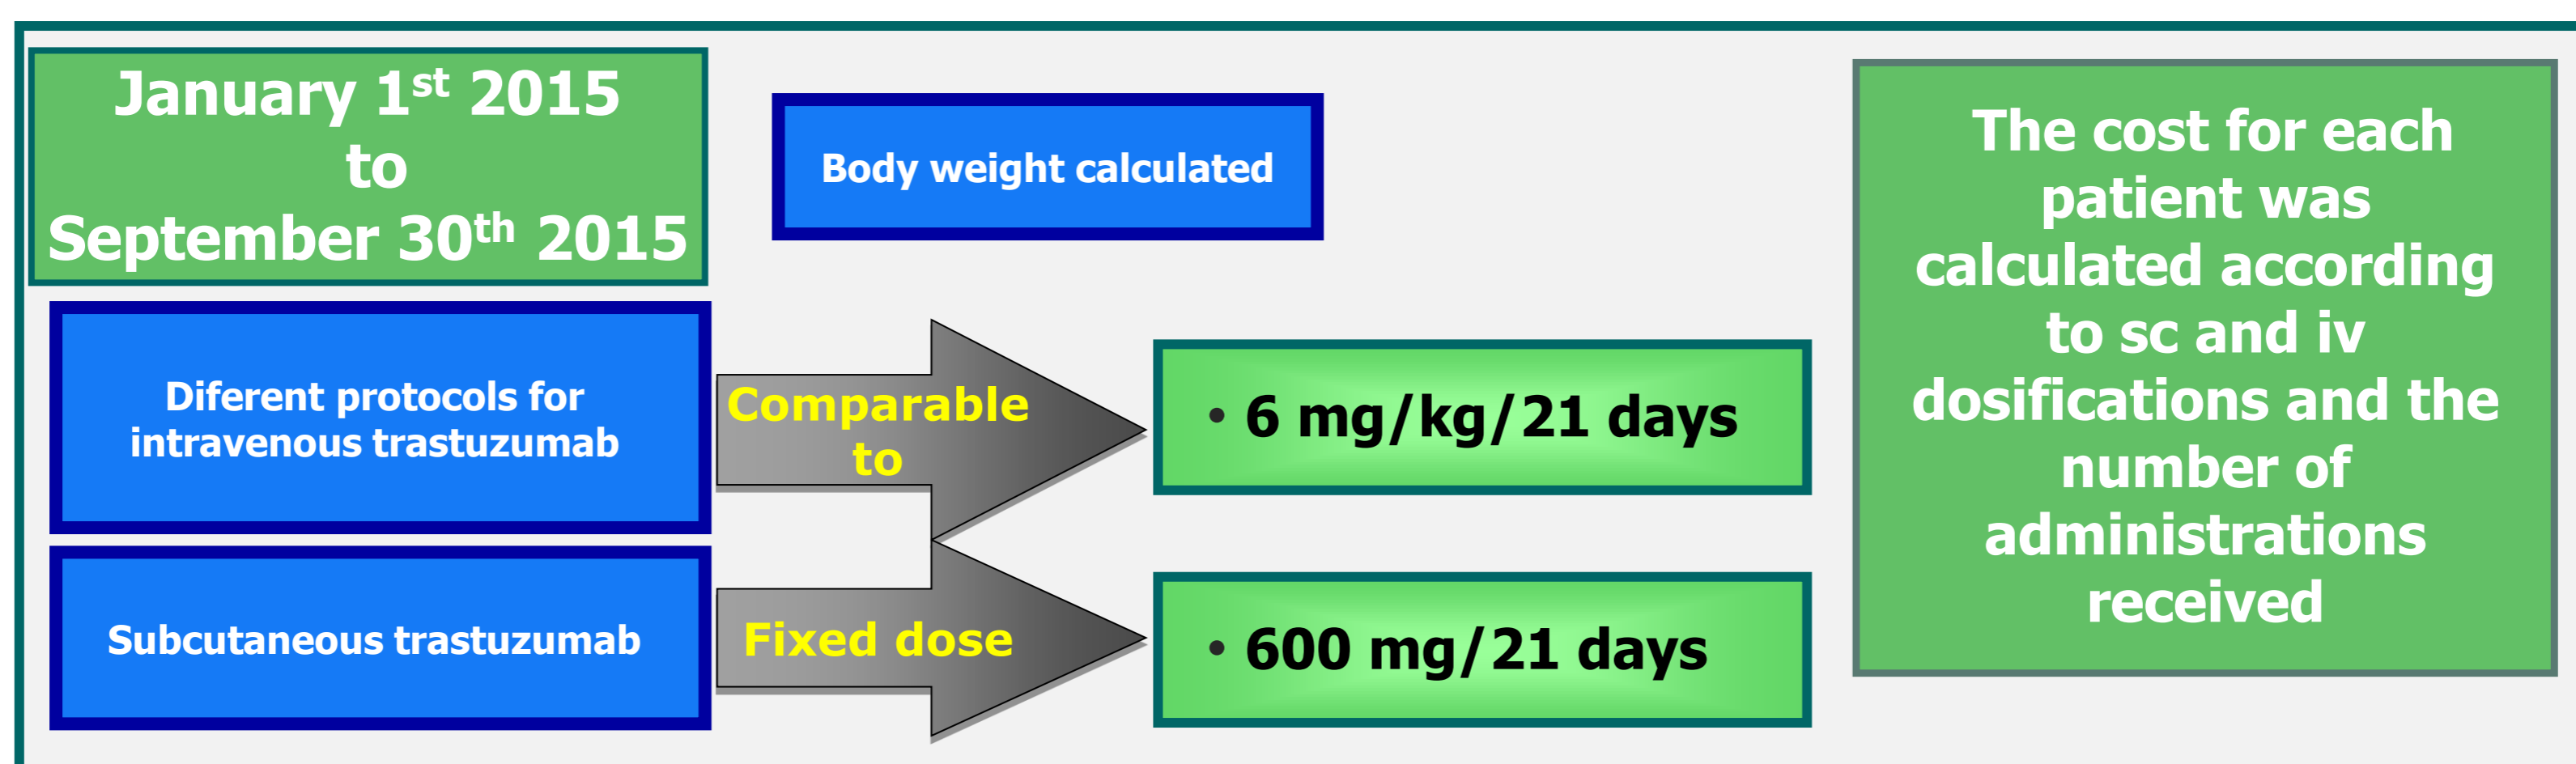 January 1st 2015
to
September 30th 2015
Body weight calculated
Diferent protocols for
intravenous trastuzumab
Comparable
to
• 6 mg/kg/21 days
Subcutaneous trastuzumab
Fixed dose
• 600 mg/21 days
The cost for each
patient was
calculated according
to sc and iv
dosifications and the
number of
administrations
received